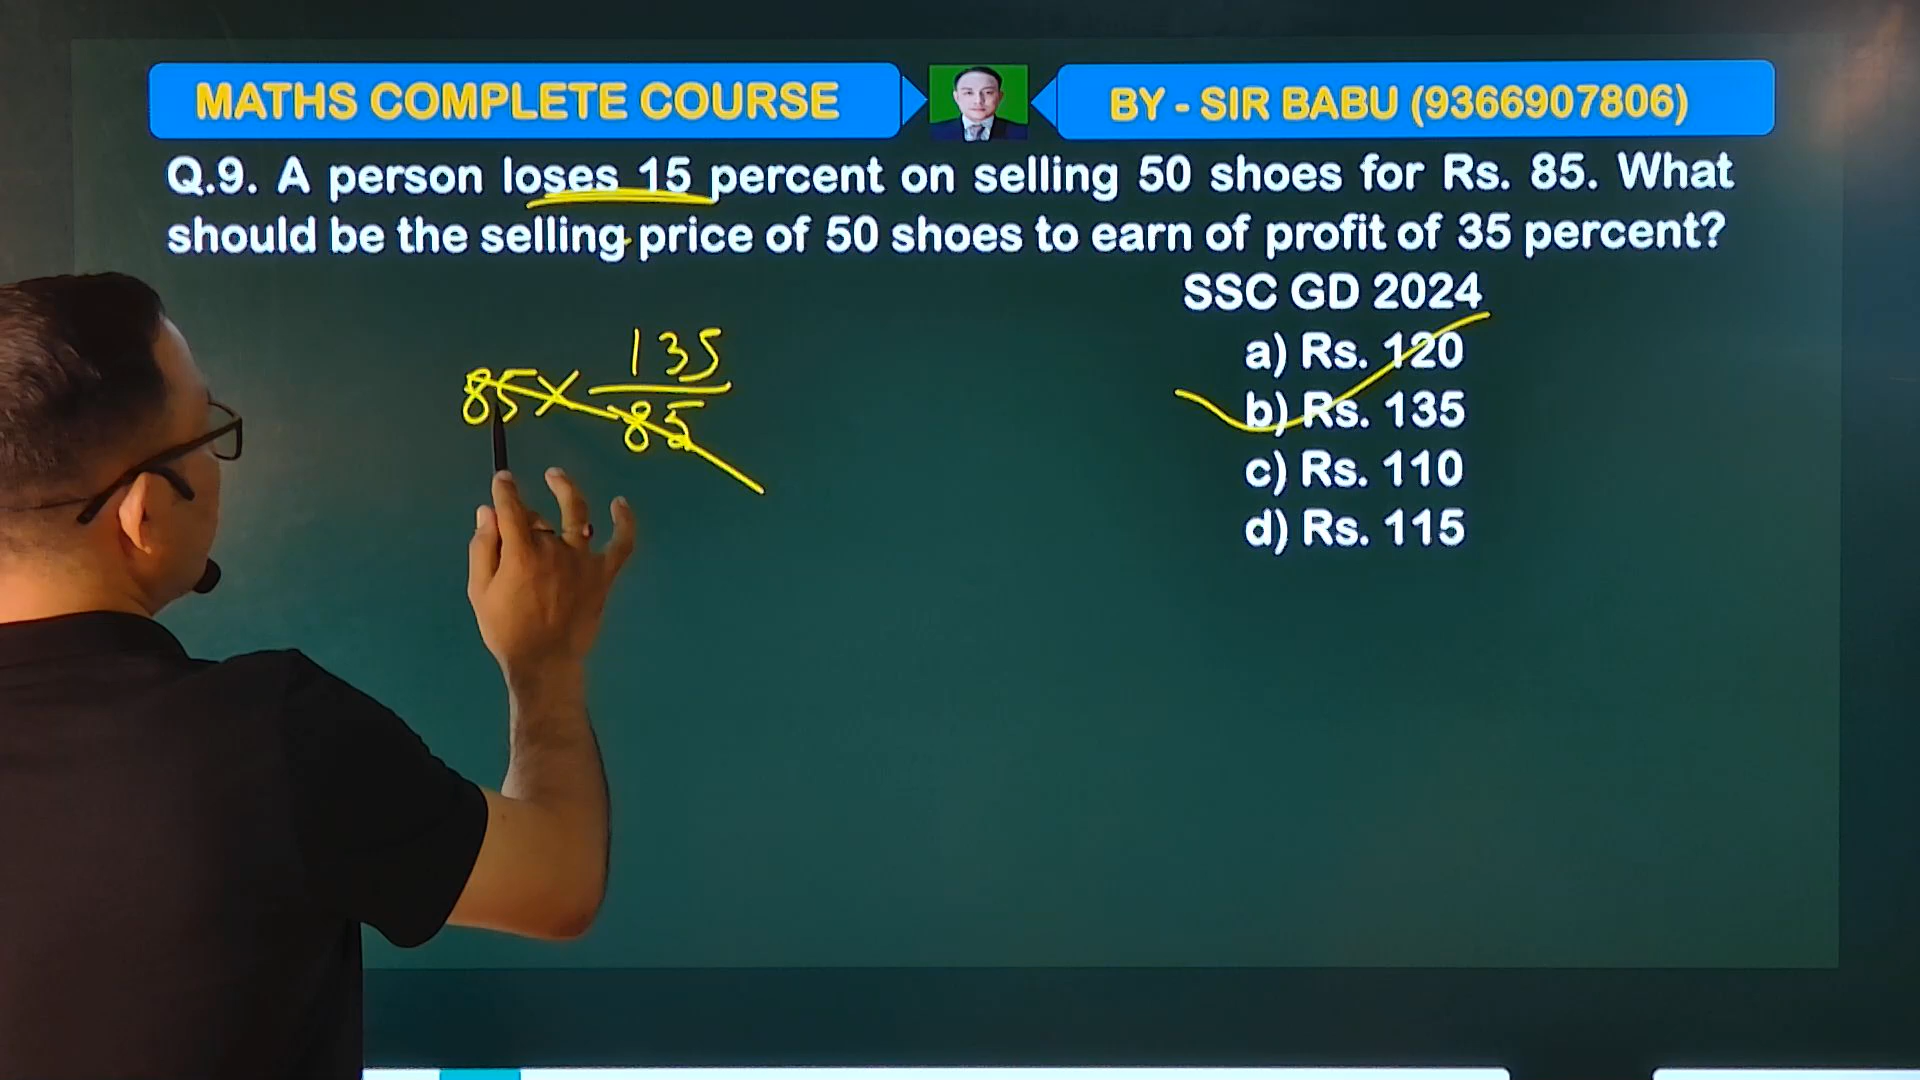 MATHS COMPLETE COURSE
BY - SIR BABU (9366907806)
Q.9. A person loses 15 percent on selling 50 shoes for Rs. 85. What
should be the selling price of 50 shoes to earn of profit of 35 percent?
SSC GD 2024
a) Rs. 120
b) Rs. 135
c) Rs. 110
d) Rs. 115
135
85 ×
85